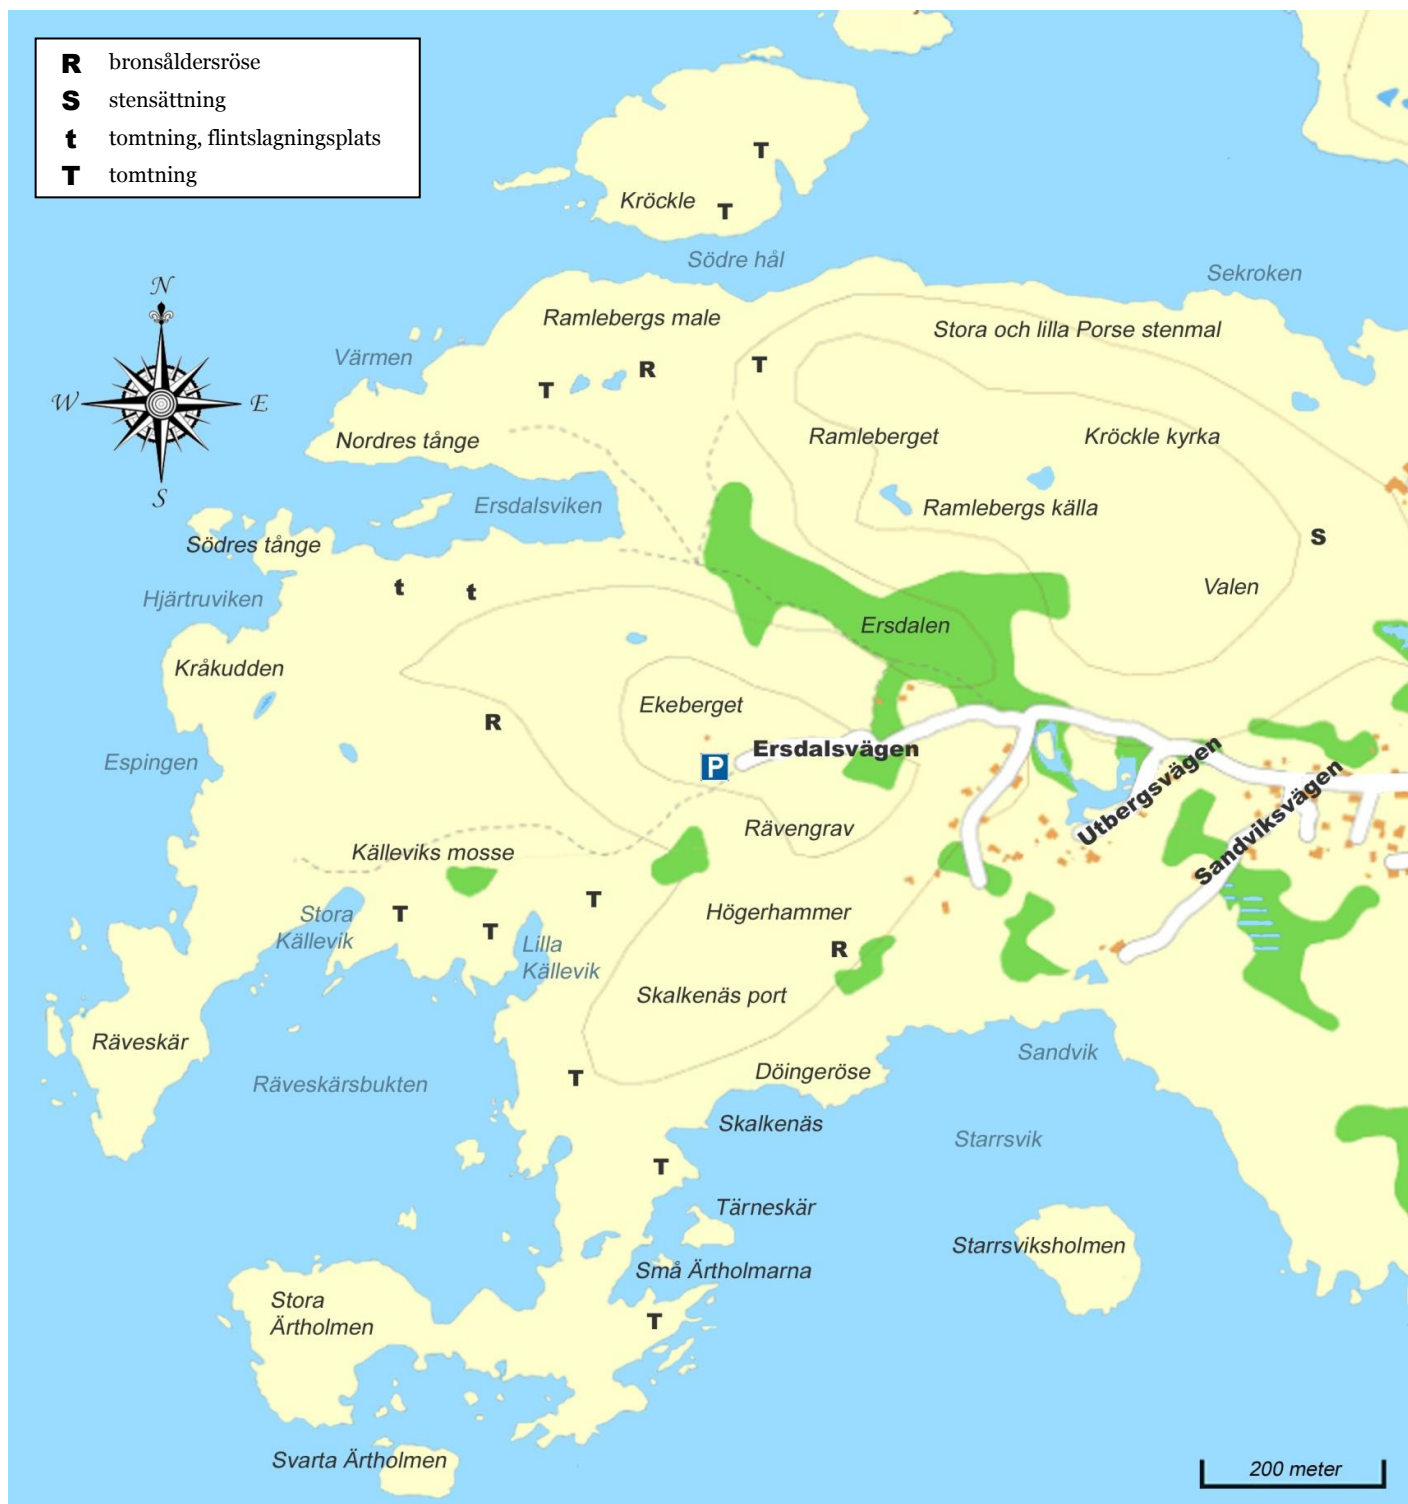 R bronsåldersröse
S stensättning
t tomtning, flintslagningsplats
T tomtning
T
Kröckle
T
Södre hål
Sekroken
N
W E
S
Ramlebergs male
Stora och lilla Porse stenmal
Värmen
T
R
T
Nordres tånge
Ramleberget
Kröckle kyrka
Ersdalsviken
Ramlebergs källa
Södres tånge
S
t
t
Hjärtruviken
Valen
Ersdalen
Kråkudden
Ekeberget
R
Ersdalsvägen
P
Espingen
Utbergsvägen
Sandviksvägen
Rävengrav
Källeviks mosse
T
T
T
Stora
Källevik
Lilla
Källevik
Högerhammer
R
Skalkenäs port
Räveskär
Sandvik
Räveskärsbukten
T
Döingeröse
Skalkenäs
Starrsvik
T
Tärneskär
Starrsviksholmen
Små Ärtholmarna
Stora
Ärtholmen
T
Svarta Ärtholmen
200 meter